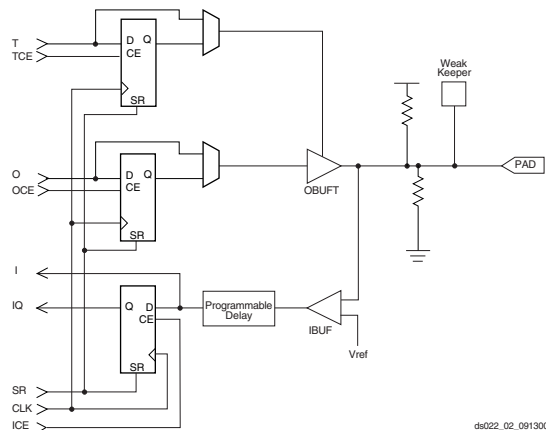 T
TCE
D Q
CE
SR
Weak
Keeper
O
OCE
D Q
CE
SR
OBUFT
PAD
I
IQ
Q D
CE
SR
Programmable
Delay
IBUF
Vref
SR
CLK
ICE
ds022_02_091300